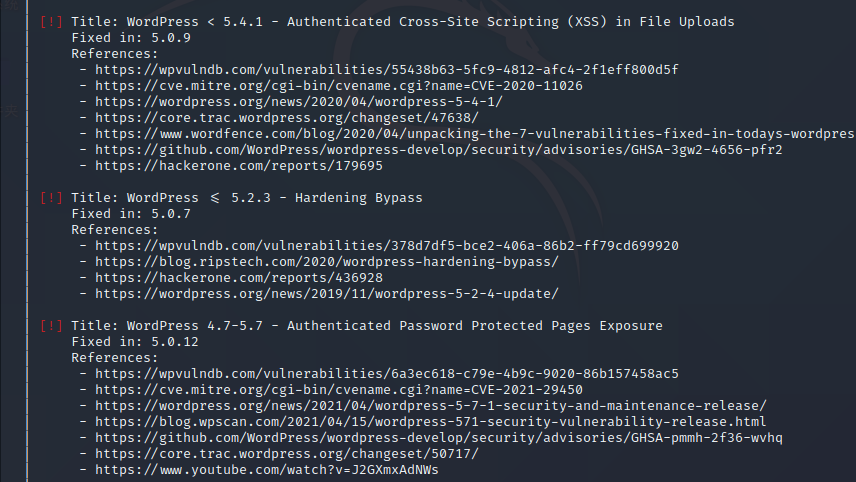 [!] Title: WordPress < 5.4.1 - Authenticated Cross-Site Scripting (XSS) in File Uploads
Fixed in: 5.0.9
References:
- https://wpvulndb.com/vulnerabilities/55438b63-5fc9-4812-afc4-2f1eff800d5f
- https://cve.mitre.org/cgi-bin/cvename.cgi?name=CVE-2020-11026
- https://wordpress.org/news/2020/04/wordpress-5-4-1/
- https://core.trac.wordpress.org/changeset/47638/
- https://www.wordfence.com/blog/2020/04/unpacking-the-7-vulnerabilities-fixed-in-todays-wordpres
- https://github.com/WordPress/wordpress-develop/security/advisories/GHSA-3gw2-4656-pfr2
- https://hackerone.com/reports/179695
[!] Title: WordPress ≤ 5.2.3 - Hardening Bypass
Fixed in: 5.0.7
References:
- https://wpvulndb.com/vulnerabilities/378d7df5-bce2-406a-86b2-ff79cd699920
- https://blog.ripstech.com/2020/wordpress-hardening-bypass/
- https://hackerone.com/reports/436928
- https://wordpress.org/news/2019/11/wordpress-5-2-4-update/
[!] Title: WordPress 4.7-5.7 - Authenticated Password Protected Pages Exposure
Fixed in: 5.0.12
References:
- https://wpvulndb.com/vulnerabilities/6a3ec618-c79e-4b9c-9020-86b157458ac5
- https://cve.mitre.org/cgi-bin/cvename.cgi?name=CVE-2021-29450
- https://wordpress.org/news/2021/04/wordpress-5-7-1-security-and-maintenance-release/
- https://blog.wpscan.com/2021/04/15/wordpress-571-security-vulnerability-release.html
- https://github.com/WordPress/wordpress-develop/security/advisories/GHSA-pmmh-2f36-wvhq
- https://core.trac.wordpress.org/changeset/50717/
- https://www.youtube.com/watch?v=J2GXmxAdNWs